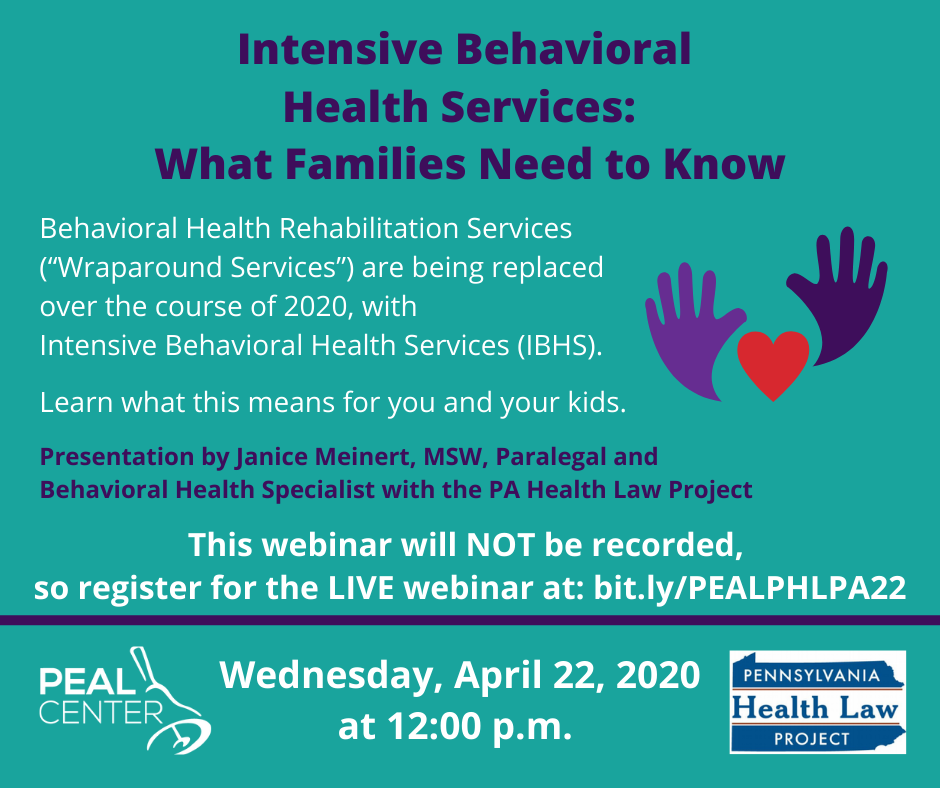 Intensive Behavioral
Health Services:
What Families Need to Know
Behavioral Health Rehabilitation Services
(“Wraparound Services”) are being replaced
over the course of 2020, with
Intensive Behavioral Health Services (IBHS).
Learn what this means for you and your kids.
Presentation by Janice Meinert, MSW, Paralegal and
Behavioral Health Specialist with the PA Health Law Project
This webinar will NOT be recorded,
so register for the LIVE webinar at: bit.ly/PEALPHLPA22
PEAL
CENTER
Wednesday, April 22, 2020
at 12:00 p.m.
PENNSYLVANIA
Health Law
PROJECT